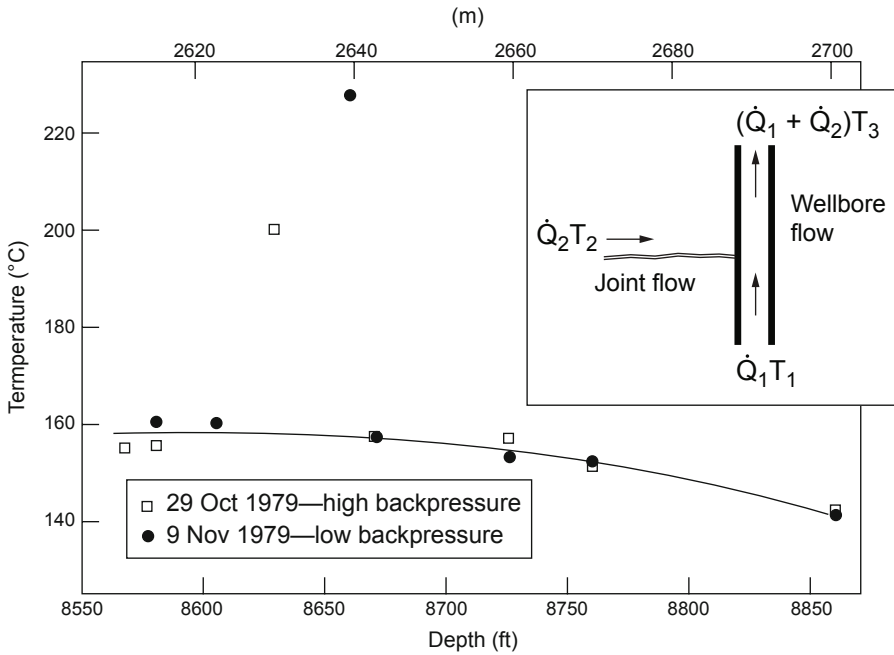 (m)
2620 2640 2660 2680 2700
Termperature (°C)
220
200
180
160
140
(Q̇₁ + Q̇₂)T₃
Wellbore
flow
Q̇₂T₂
Joint flow
Q̇₁T₁
29 Oct 1979—high backpressure
9 Nov 1979—low backpressure
8550 8600 8650 8700 8750 8800 8850
Depth (ft)